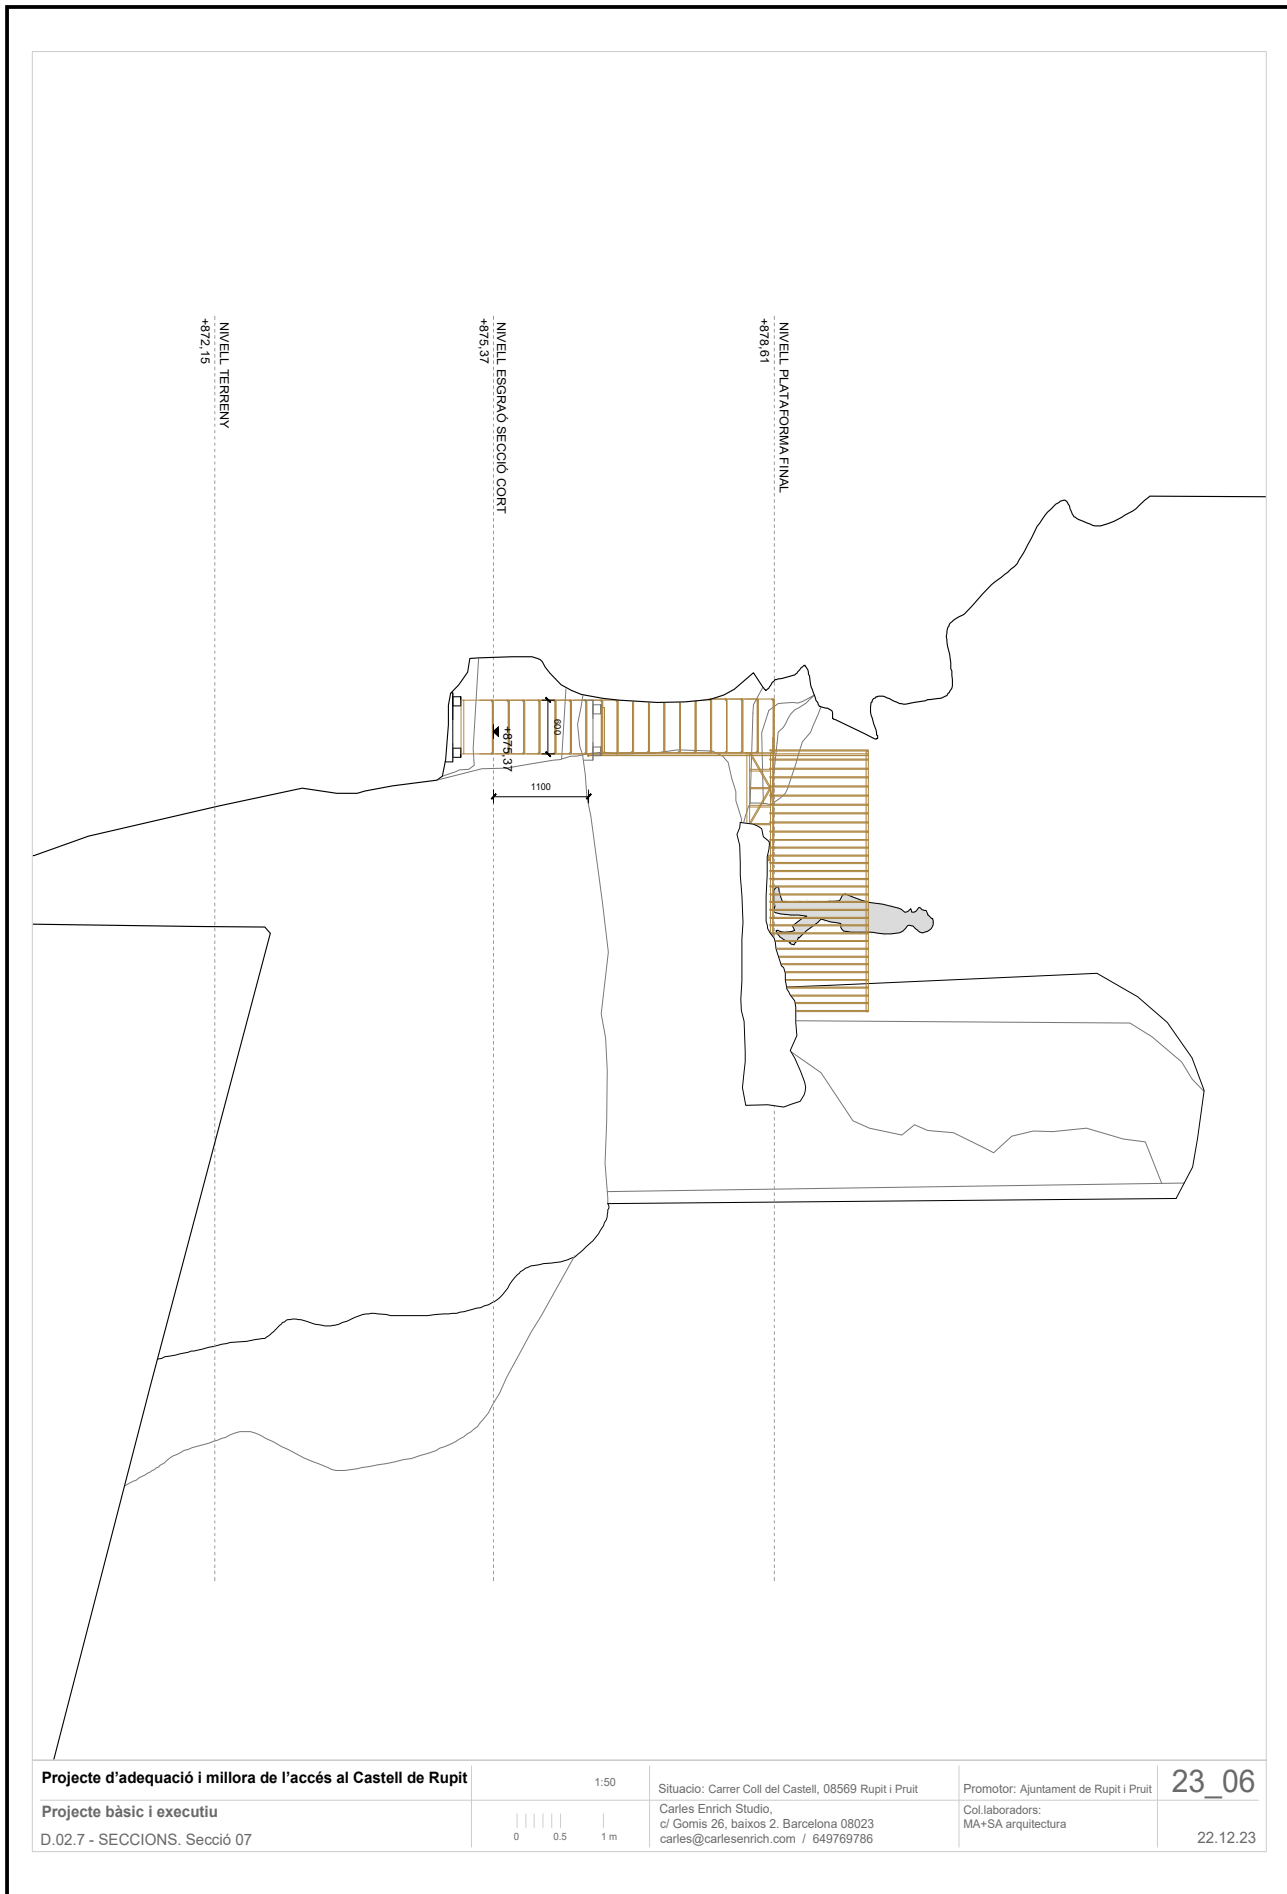 NIVELL TERRENY
+872,15
NIVELL ESGRAÓ SECCIÓ CORT
+875,37
NIVELL PLATAFORMA FINAL
+878,61
600
+875,37
1100
Projecte d'adequació i millora de l'accés al Castell de Rupit
Projecte bàsic i executiu
D.02.7 - SECCIONS. Secció 07
1:50
0 0.5 1 m
Situacio: Carrer Coll del Castell, 08569 Rupit i Pruit
Carles Enrich Studio,
c/ Gomis 26, baixos 2. Barcelona 08023
carles@carlesenrich.com / 649769786
Promotor: Ajuntament de Rupit i Pruit
Col.laboradors:
MA+SA arquitectura
23_06
22.12.23